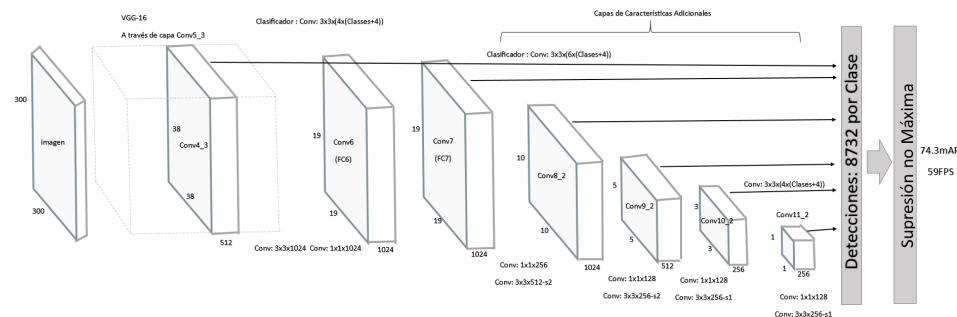 VGG-16
A través de capa Conv5_3
Clasificador : Conv: 3x3x(4x(Clases+4))
Capas de Características Adicionales
Clasificador : Conv: 3x3x(6x(Clases+4))
300
Imagen
300
38
Conv4_3
38
512
19
Conv6
(FC6)
19
1024
Conv: 3x3x1024
Conv: 1x1x1024
19
Conv7
(FC7)
19
1024
10
Conv8_2
10
1024
Conv: 1x1x256
Conv: 3x3x512-s2
5
Conv9_2
5
512
Conv: 1x1x128
Conv: 3x3x256-s2
Conv: 3x3x(4x(Clases+4))
3
Conv10_2
3
256
Conv: 1x1x128
Conv: 3x3x256-s1
Conv11_2
1
1
256
Conv: 1x1x128
Conv: 3x3x256-s1
Detecciones: 8732 por Clase
Supresión no Máxima
74.3mAP
59FPS